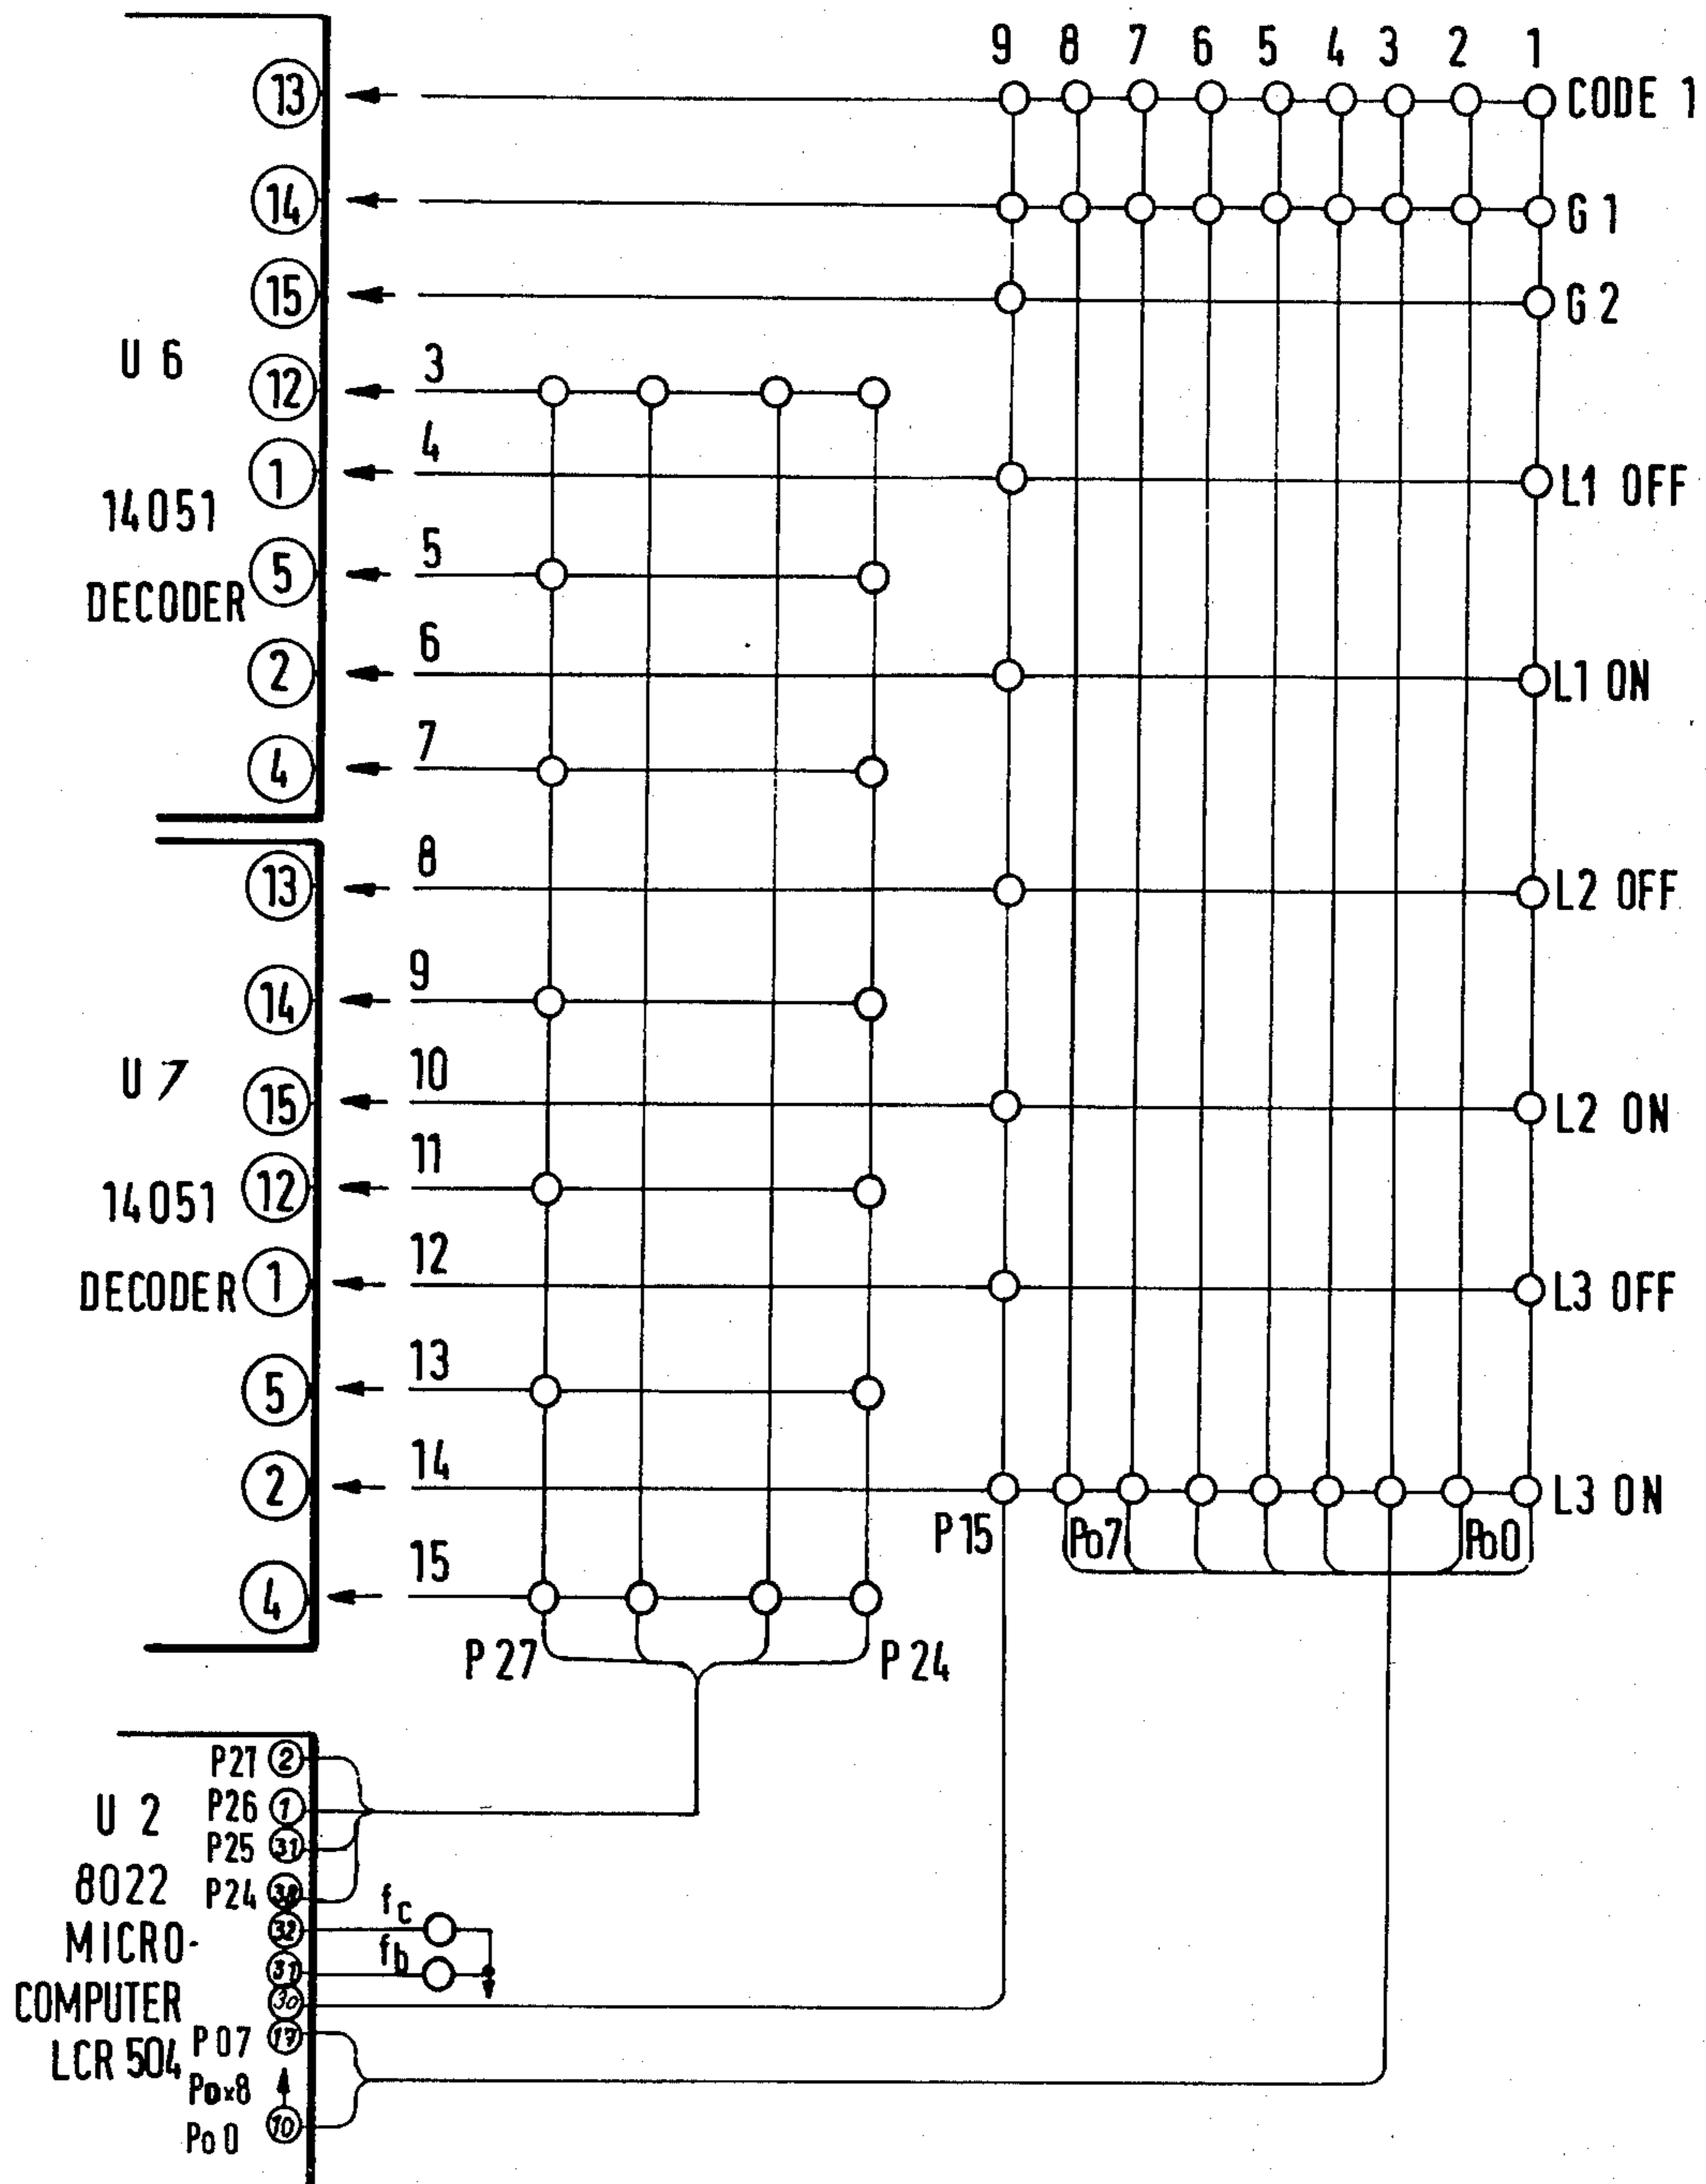 9 8 7 6 5 4 3 2 1
13 CODE 1
14 G 1
15 G 2
U 6
12 3
1 4 L1 OFF
14051
5 5
DECODER
2 6 L1 ON
4 7
13 8 L2 OFF
14 9
U 7
15 10 L2 ON
12 11
14051
1 12 L3 OFF
DECODER
5 13
2 14 L3 ON
P 15 Po7 Po0
4 15
P 27 P 24
P27 2
U 2
P26 1
P25 31
8022
P24
fc
32
MICRO-
fb
31
COMPUTER
30
LCR 504
P07 17
Pox8
Po0 10